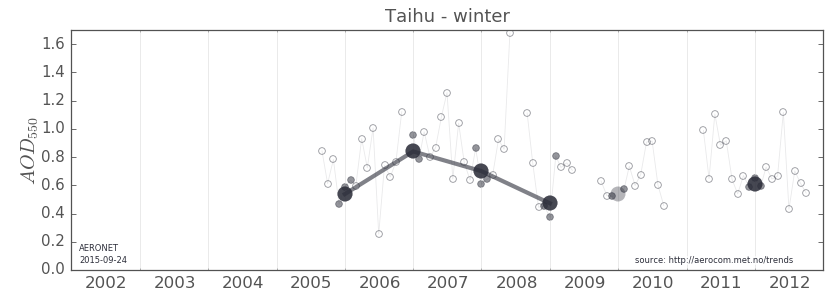 Taihu - winter
1.6
1.4
1.2
1.0
0.8
0.6
0.4
0.2
0.0
AOD550
AERONET
2015-09-24
source: http://aerocom.met.no/trends
2002 2003 2004 2005 2006 2007 2008 2009 2010 2011 2012